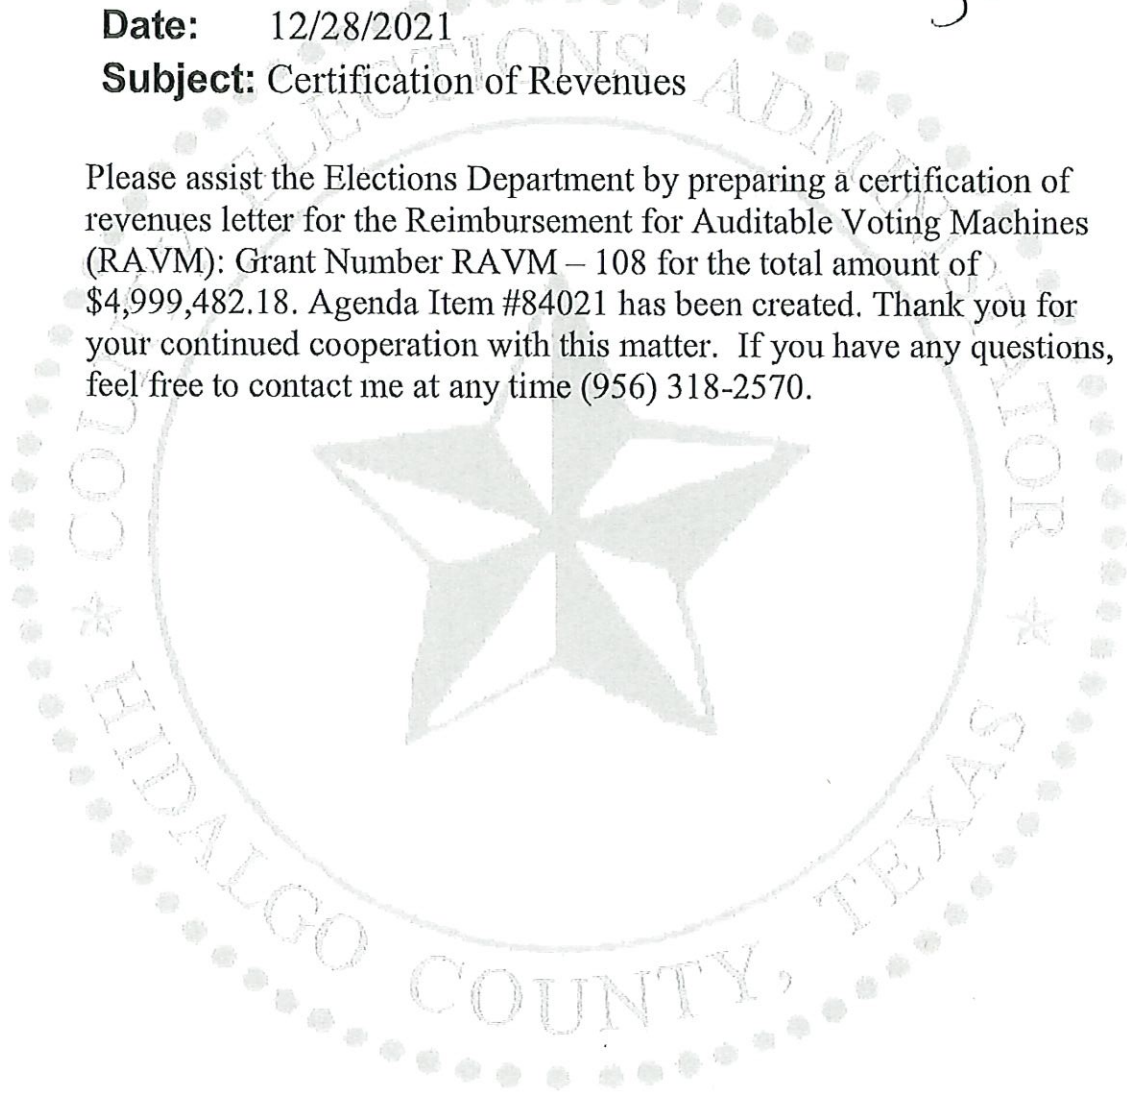 Date: 12/28/2021
Subject: Certification of Revenues
Please assist the Elections Department by preparing a certification of
revenues letter for the Reimbursement for Auditable Voting Machines
(RAVM): Grant Number RAVM – 108 for the total amount of
$4,999,482.18. Agenda Item #84021 has been created. Thank you for
your continued cooperation with this matter. If you have any questions,
feel free to contact me at any time (956) 318-2570.
COUNTY ELECTIONS ADMINISTRATOR
HIDALGO COUNTY, TEXAS